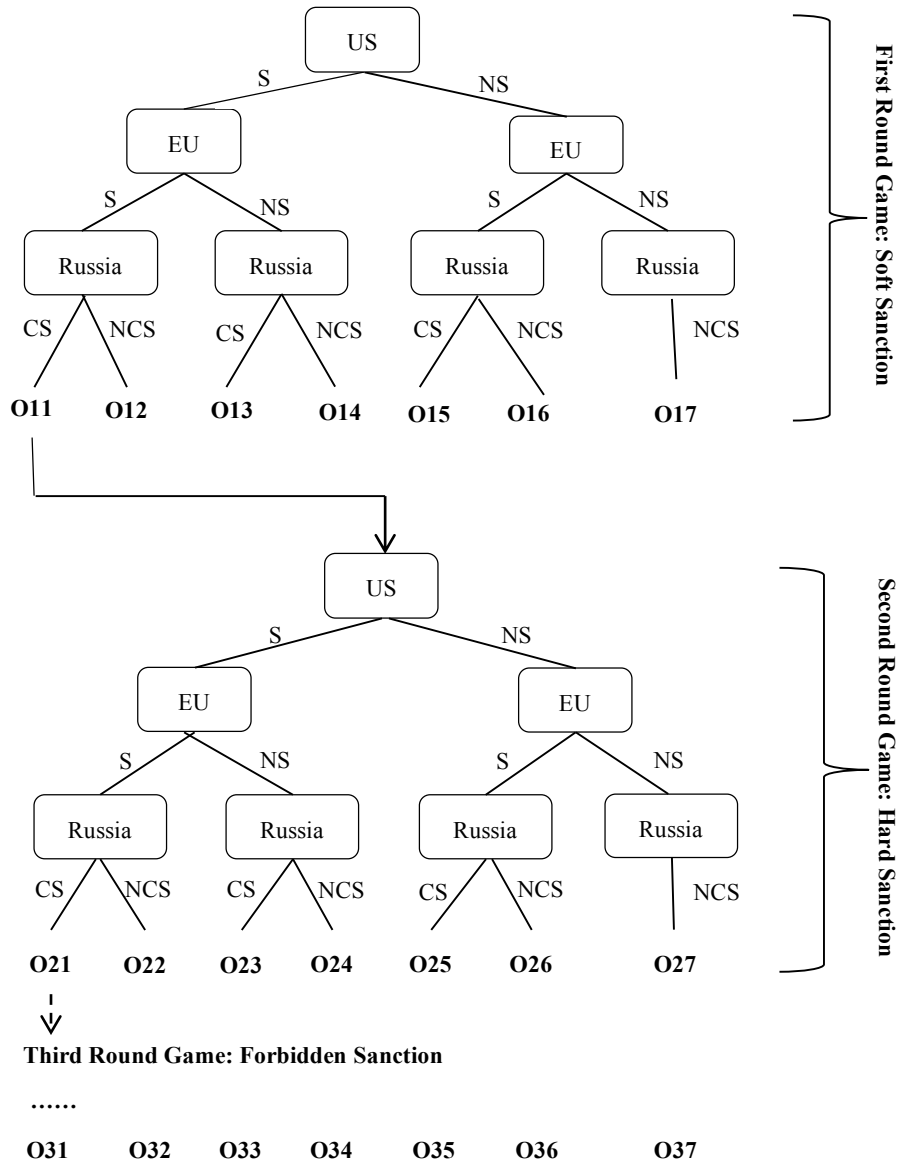 US
S NS
EU EU
S NS S NS
Russia Russia Russia Russia
CS NCS CS NCS CS NCS NCS
O11 O12 O13 O14 O15 O16 O17
First Round Game: Soft Sanction
US
S NS
EU EU
S NS S NS
Russia Russia Russia Russia
CS NCS CS NCS CS NCS NCS
O21 O22 O23 O24 O25 O26 O27
Second Round Game: Hard Sanction
Third Round Game: Forbidden Sanction
......
O31 O32 O33 O34 O35 O36 O37